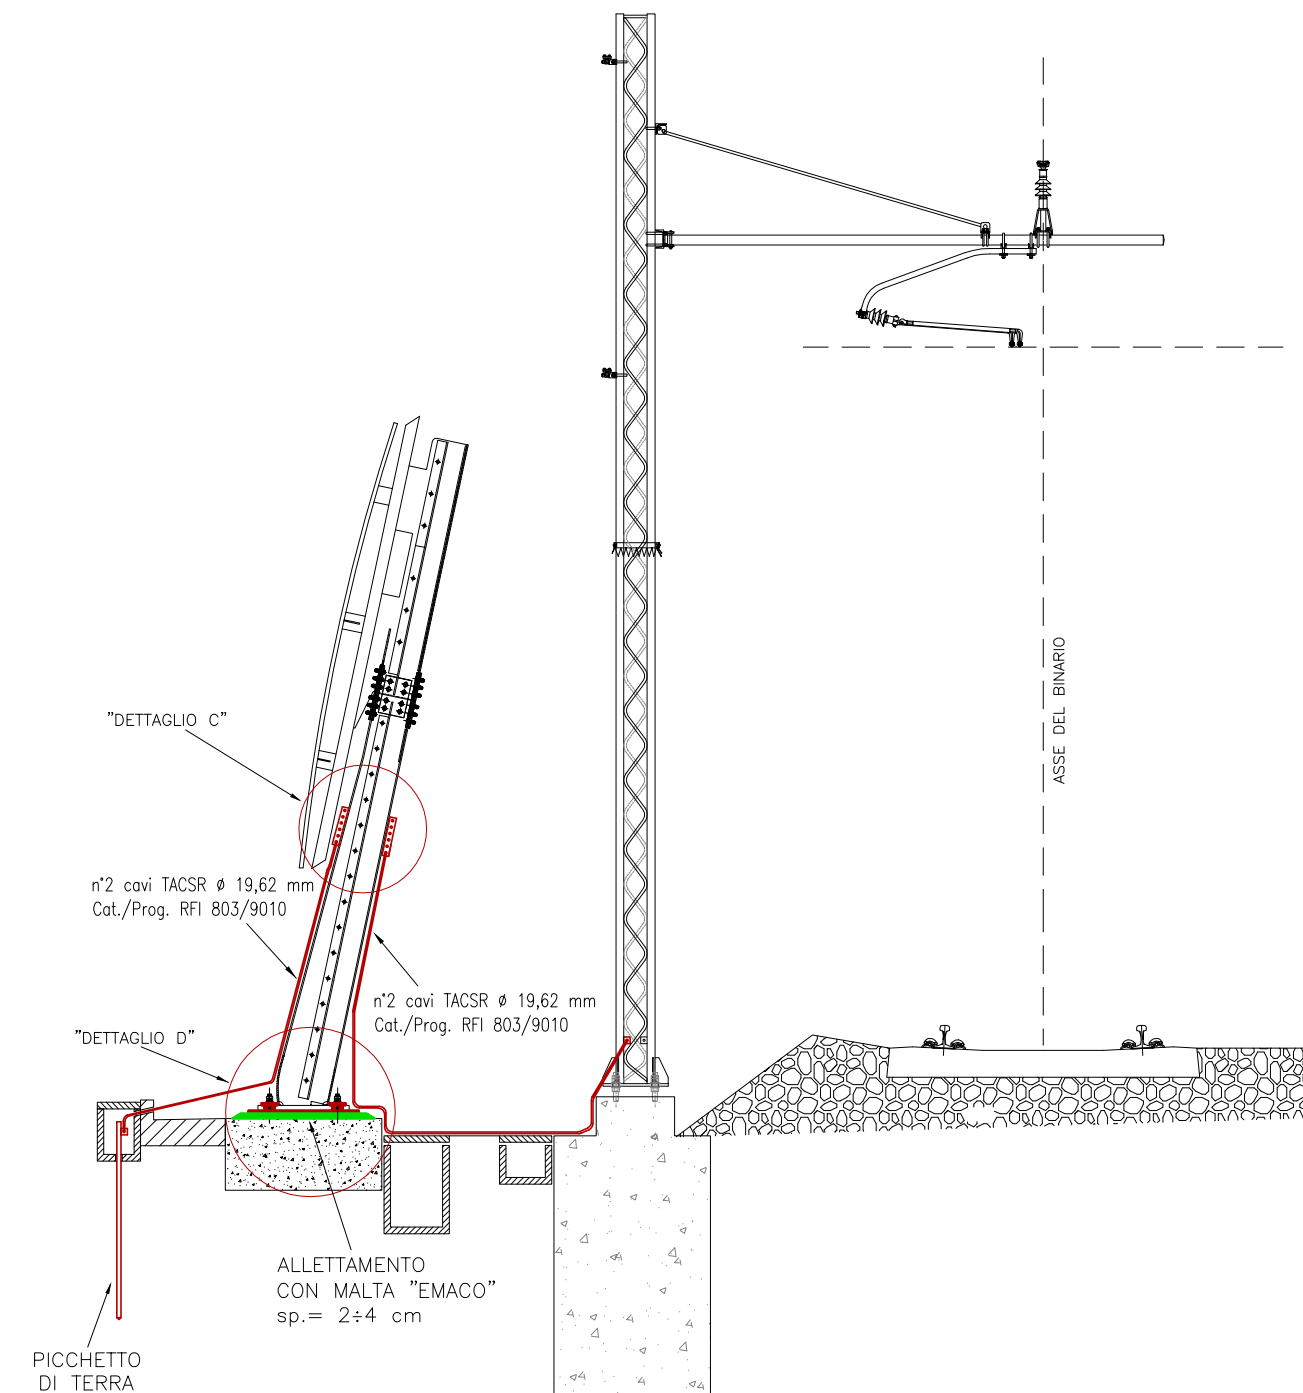 ASSE DEL BINARIO
"DETTAGLIO C"
n°2 cavi TACSR ø 19,62 mm
Cat./Prog. RFI 803/9010
n°2 cavi TACSR ø 19,62 mm
Cat./Prog. RFI 803/9010
"DETTAGLIO D"
ALLETTAMENTO
CON MALTA "EMACO"
sp.= 2÷4 cm
PICCHETTO
DI TERRA